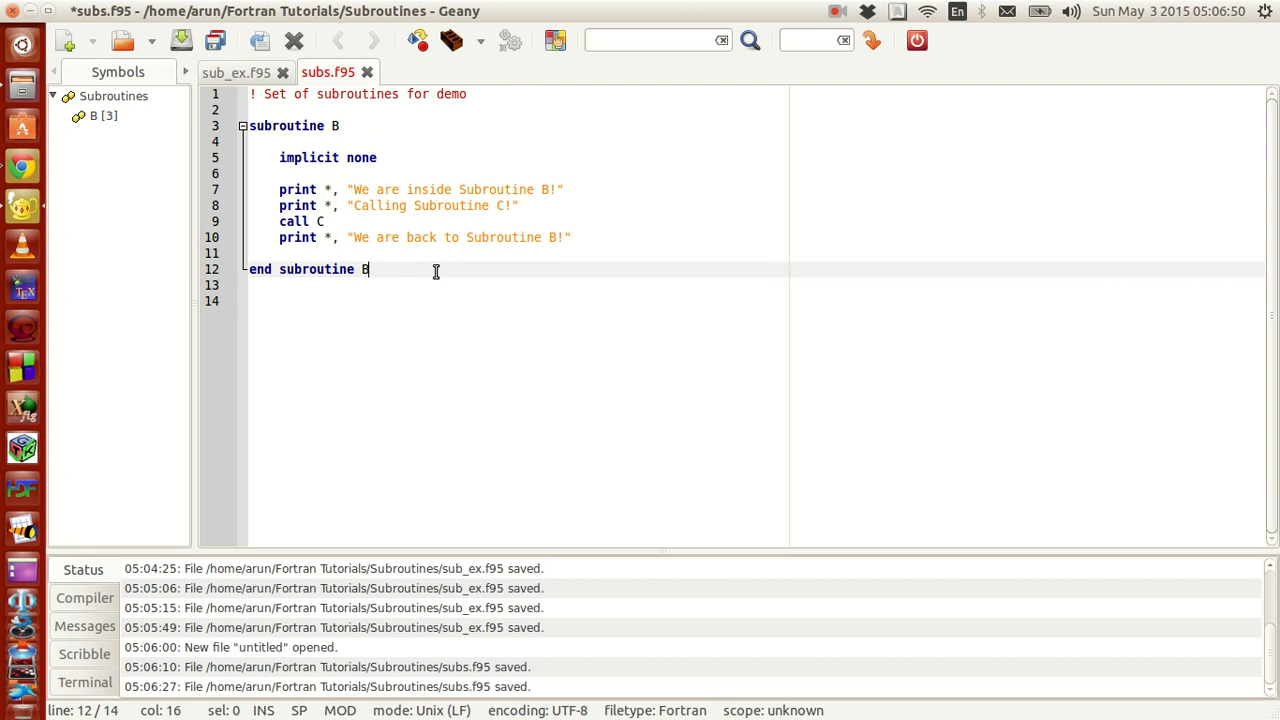 *subs.f95 - /home/arun/Fortran Tutorials/Subroutines - Geany
En
Sun May 3 2015 05:06:50
Symbols
sub_ex.f95
subs.f95
Subroutines
B [3]
1 ! Set of subroutines for demo
2
3 subroutine B
4
5 implicit none
6
7 print *, "We are inside Subroutine B!"
8 print *, "Calling Subroutine C!"
9 call C
10 print *, "We are back to Subroutine B!"
11
12 end subroutine B
13
14
Status
Compiler
Messages
Scribble
Terminal
05:04:25: File /home/arun/Fortran Tutorials/Subroutines/sub_ex.f95 saved.
05:05:06: File /home/arun/Fortran Tutorials/Subroutines/sub_ex.f95 saved.
05:05:15: File /home/arun/Fortran Tutorials/Subroutines/sub_ex.f95 saved.
05:05:49: File /home/arun/Fortran Tutorials/Subroutines/sub_ex.f95 saved.
05:06:00: New file "untitled" opened.
05:06:10: File /home/arun/Fortran Tutorials/Subroutines/subs.f95 saved.
05:06:27: File /home/arun/Fortran Tutorials/Subroutines/subs.f95 saved.
line: 12 / 14 col: 16 sel: 0 INS SP MOD mode: Unix (LF) encoding: UTF-8 filetype: Fortran scope: unknown